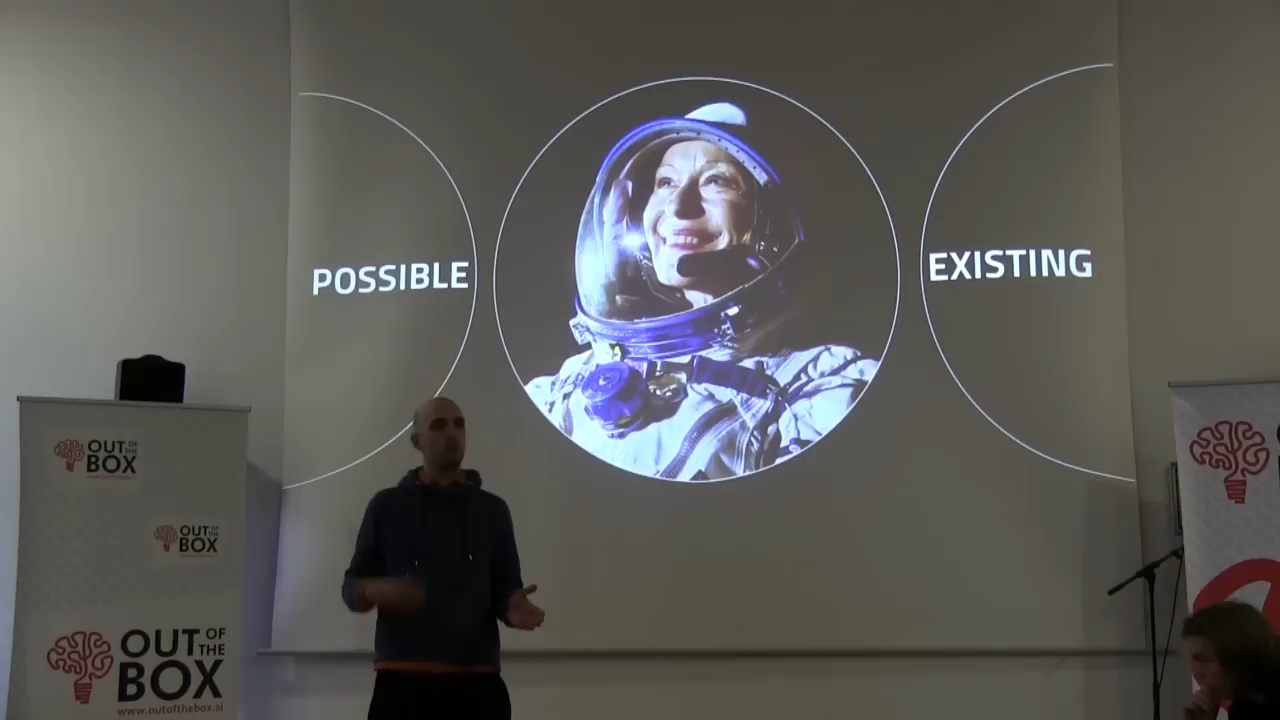 POSSIBLE
EXISTING
OUT OF THE BOX
OUT OF THE BOX
OUT OF THE BOX
www.outofthebox.si